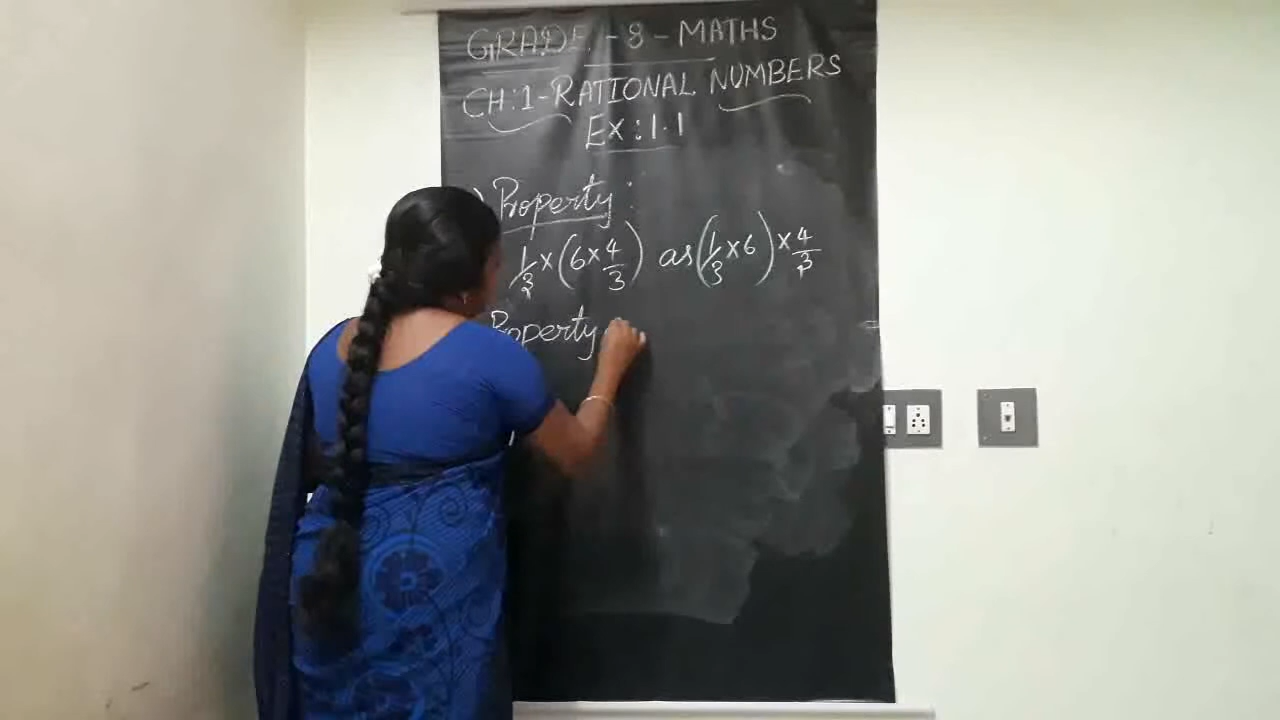 GRADE - 8 - MATHS
CH:1-RATIONAL NUMBERS
EX:1.1
) Property:
1/3 × (6 × 4/3) as (1/3 × 6) × 4/3
Property